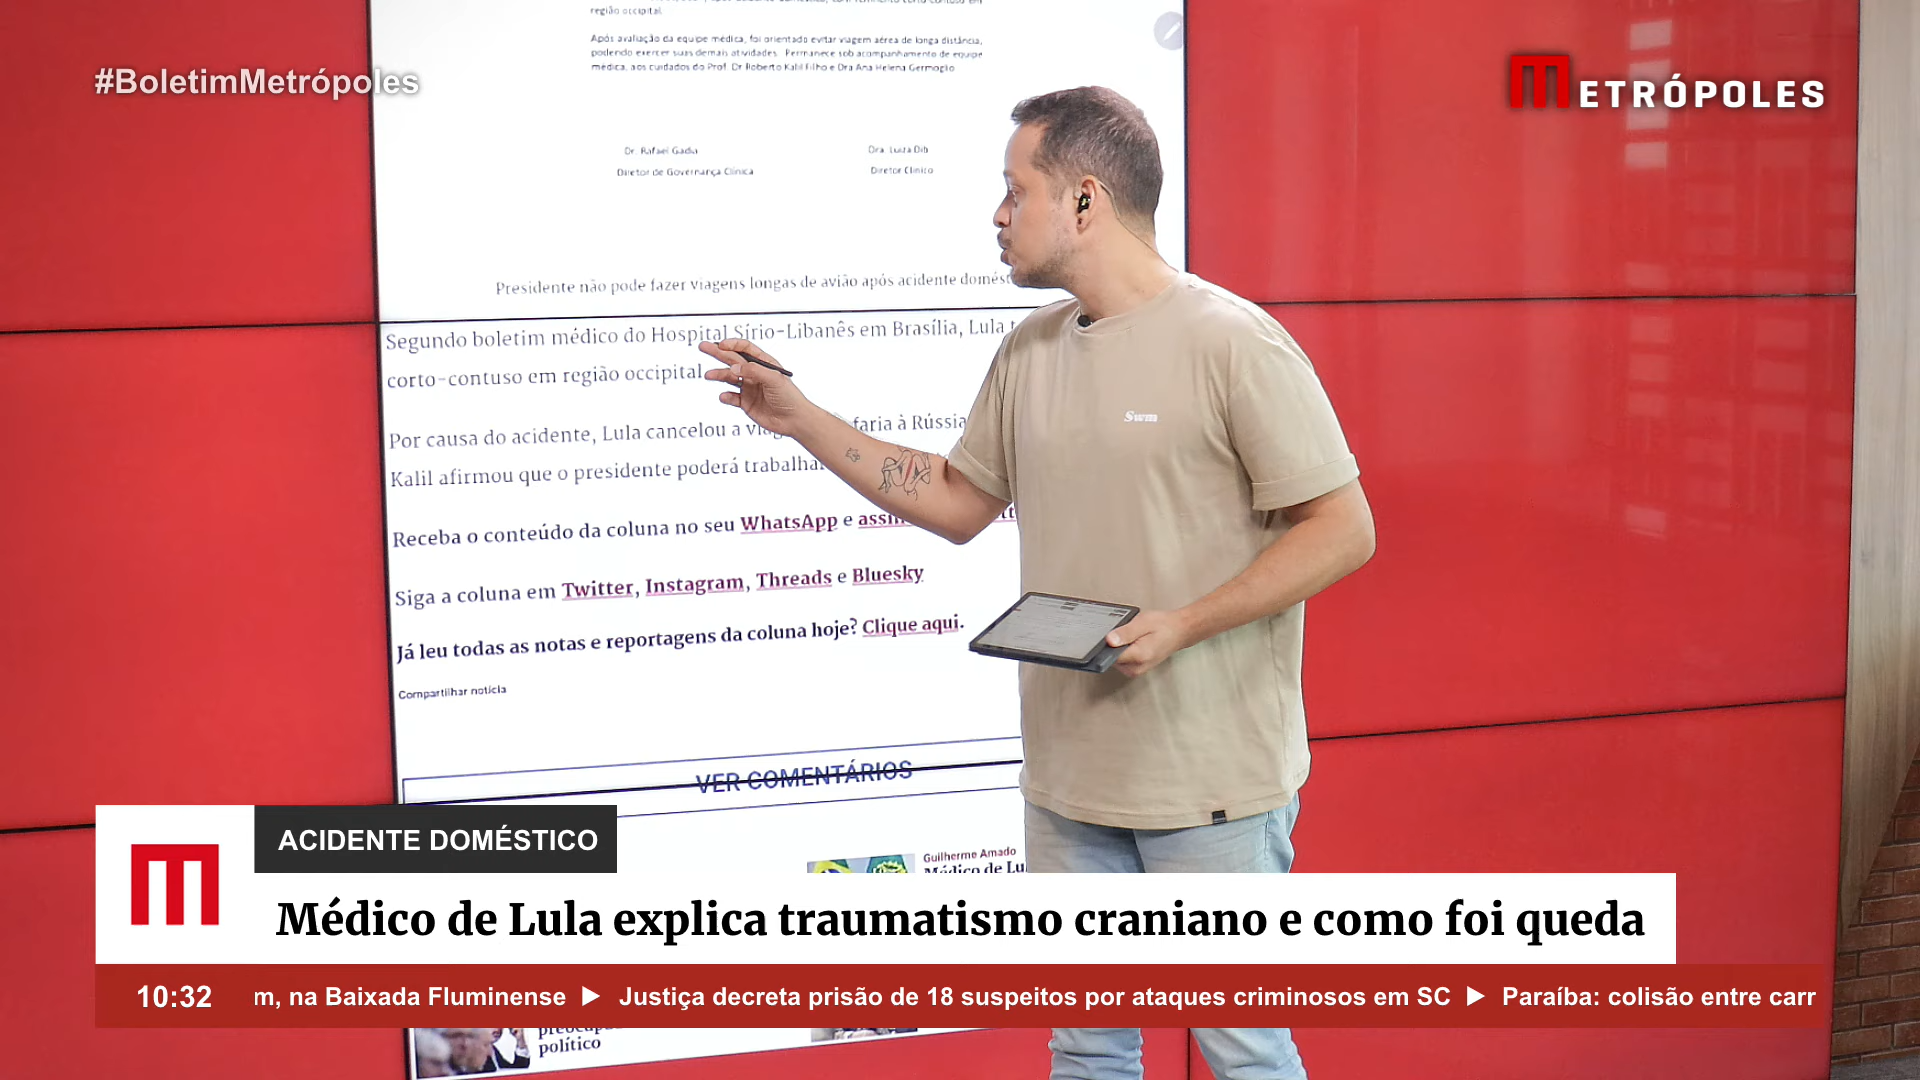 região occipital.
Após avaliação da equipe médica, foi orientado evitar viagem aérea de longa distância,
podendo exercer suas demais atividades. Permanece sob acompanhamento de equipe
médica, aos cuidados do Prof. Dr. Roberto Kalil Filho e Dra Ana Helena Germoglio
#BoletimMetrópoles
METRÓPOLES
Dr. Rafael Gadia
Dra. Luiza Dib
Diretor de Governança Clínica
Diretor Clínico
Presidente não pode fazer viagens longas de avião após acidente domést
Segundo boletim médico do Hospital Sírio-Libanês em Brasília, Lula
corto-contuso em região occipital
Por causa do acidente, Lula cancelou a faria à Rússia
Kalil afirmou que o presidente poderá trabalha
Receba o conteúdo da coluna no seu WhatsApp e assin
Siga a coluna em Twitter, Instagram, Threads e Bluesky
Já leu todas as notas e reportagens da coluna hoje? Clique aqui.
Compartilhar notícia
VER COMENTÁRIOS
Swm
Guilherme Amado
Médico de Lu
ACIDENTE DOMÉSTICO
Médico de Lula explica traumatismo craniano e como foi queda
10:32 m, na Baixada Fluminense ▶ Justiça decreta prisão de 18 suspeitos por ataques criminosos em SC ▶ Paraíba: colisão entre carr
político